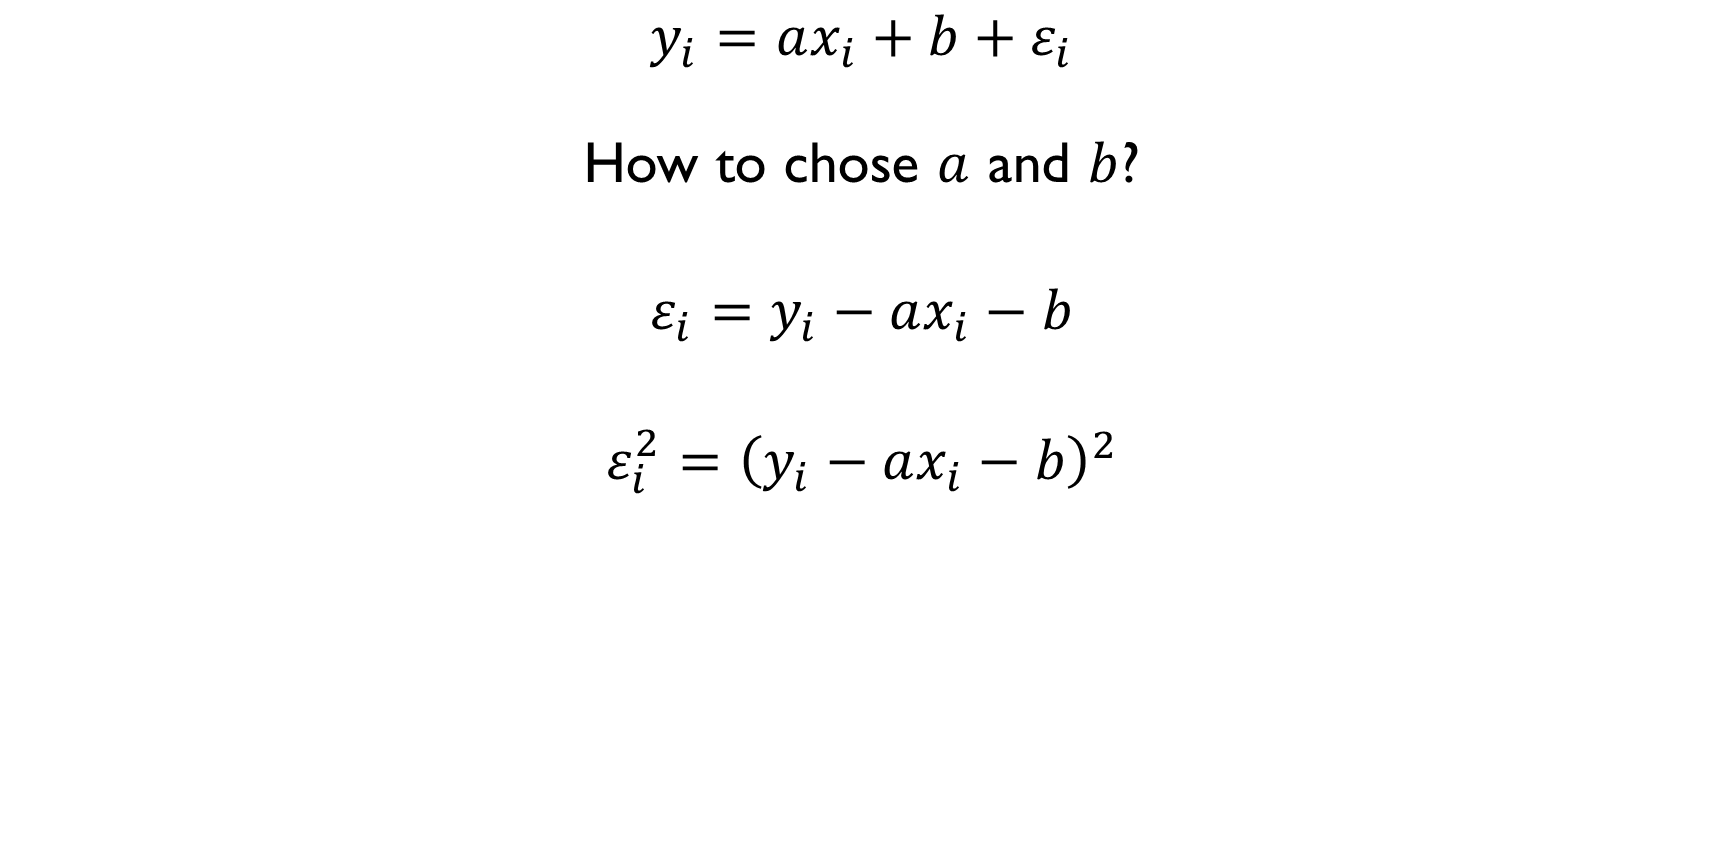 yᵢ = axᵢ + b + εᵢ
How to chose a and b?
εᵢ = yᵢ − axᵢ − b
εᵢ² = (yᵢ − axᵢ − b)²